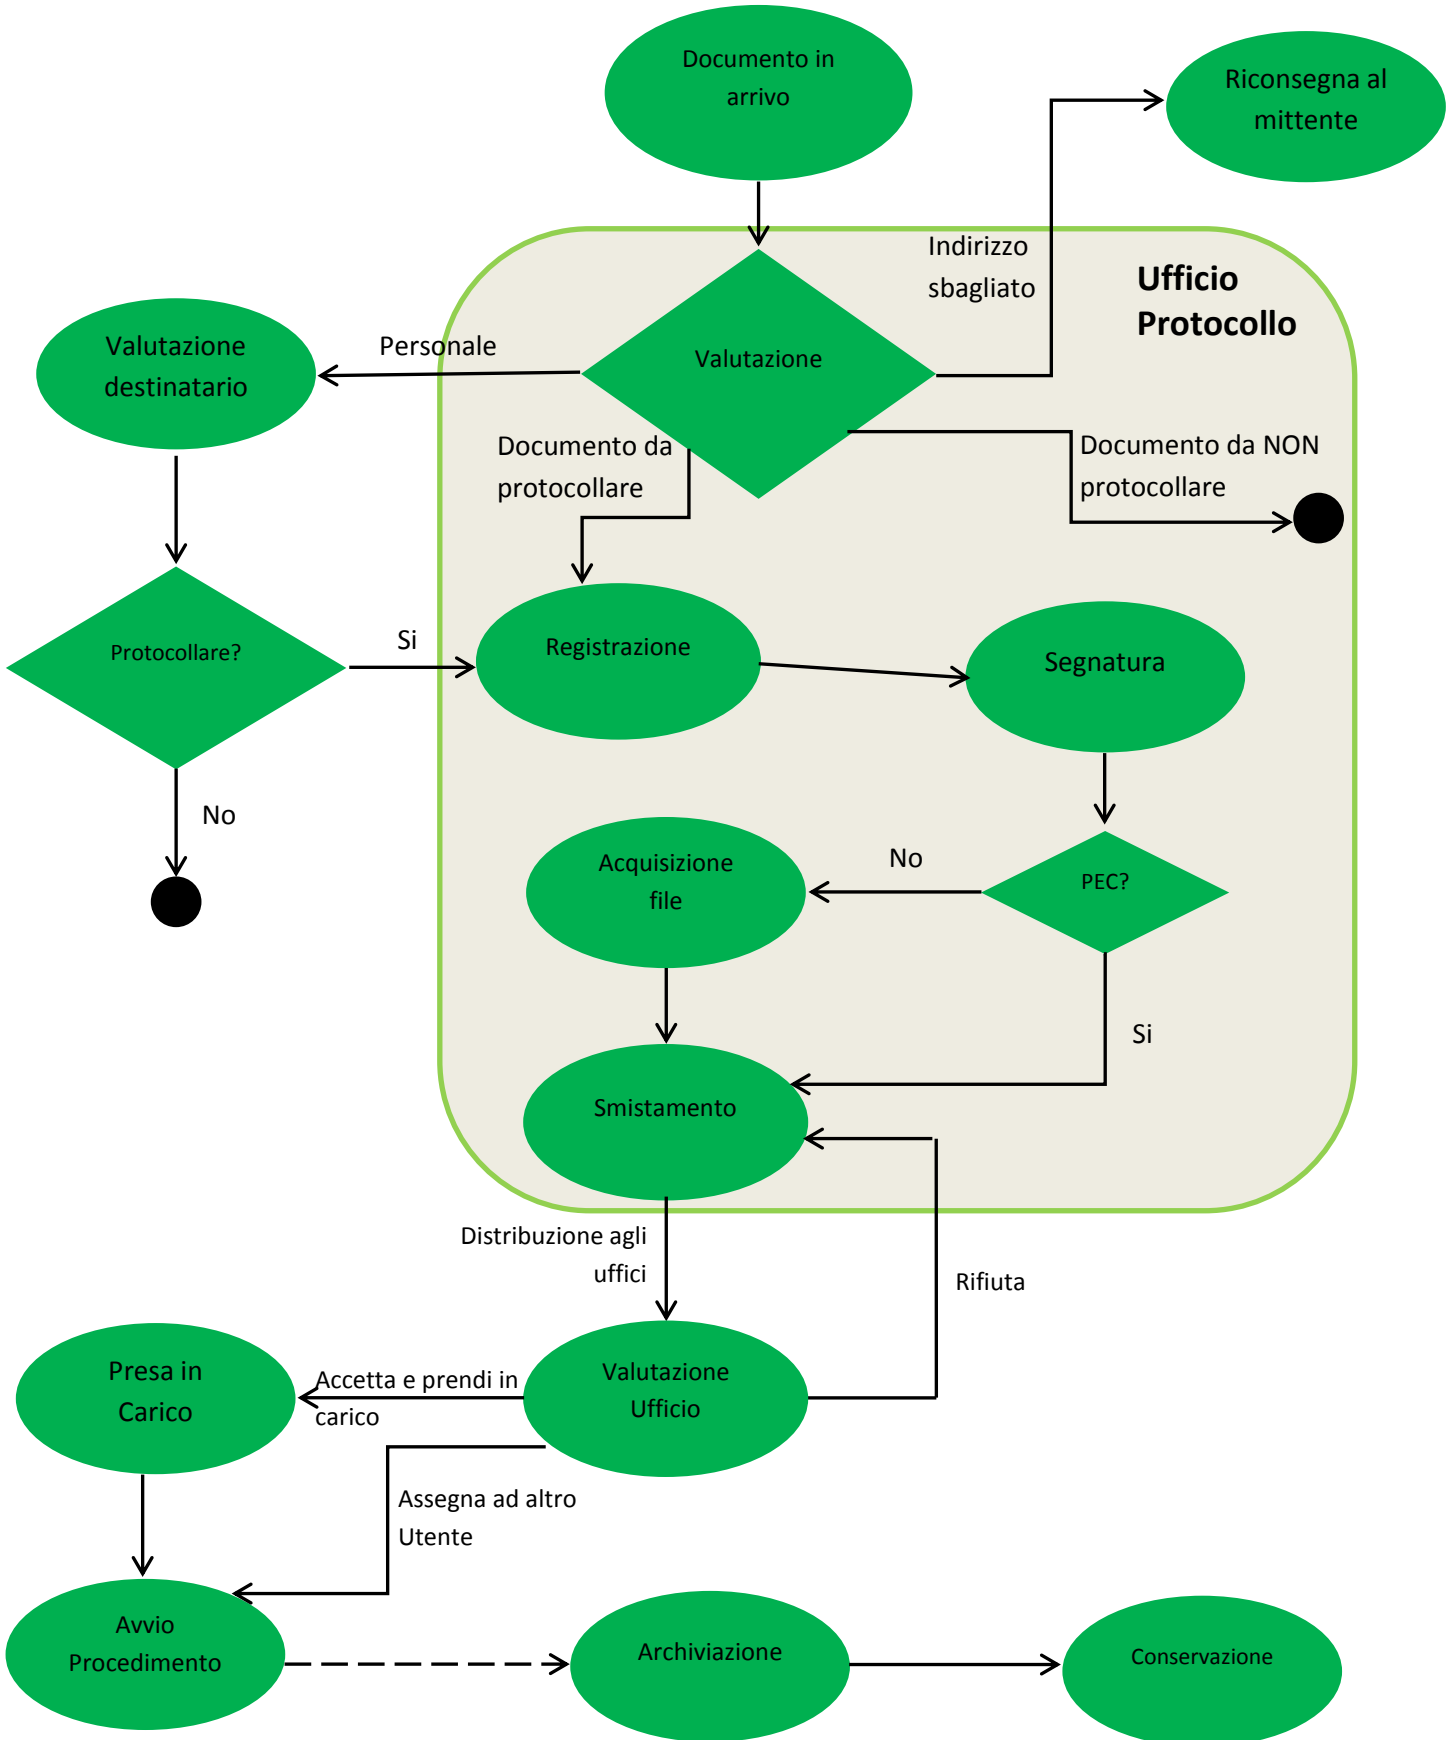 Documento in
arrivo
Riconsegna al
mittente
Indirizzo
sbagliato
Ufficio
Protocollo
Valutazione
destinatario
Personale
Valutazione
Documento da
protocollare
Documento da NON
protocollare
Protocollare?
Si
Registrazione
Segnatura
No
Acquisizione
file
No
PEC?
Si
Smistamento
Distribuzione agli
uffici
Rifiuta
Presa in
Carico
Accetta e prendi in
carico
Valutazione
Ufficio
Assegna ad altro
Utente
Avvio
Procedimento
Archiviazione
Conservazione